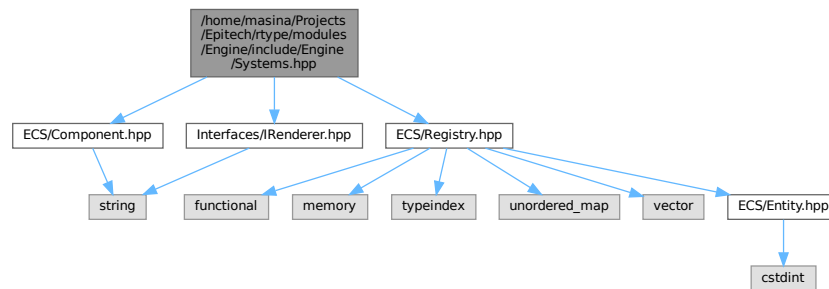 /home/masina/Projects
/Epitech/rtype/modules
/Engine/include/Engine
/Systems.hpp
ECS/Component.hpp
Interfaces/IRenderer.hpp
ECS/Registry.hpp
string
functional
memory
typeindex
unordered_map
vector
ECS/Entity.hpp
cstdint